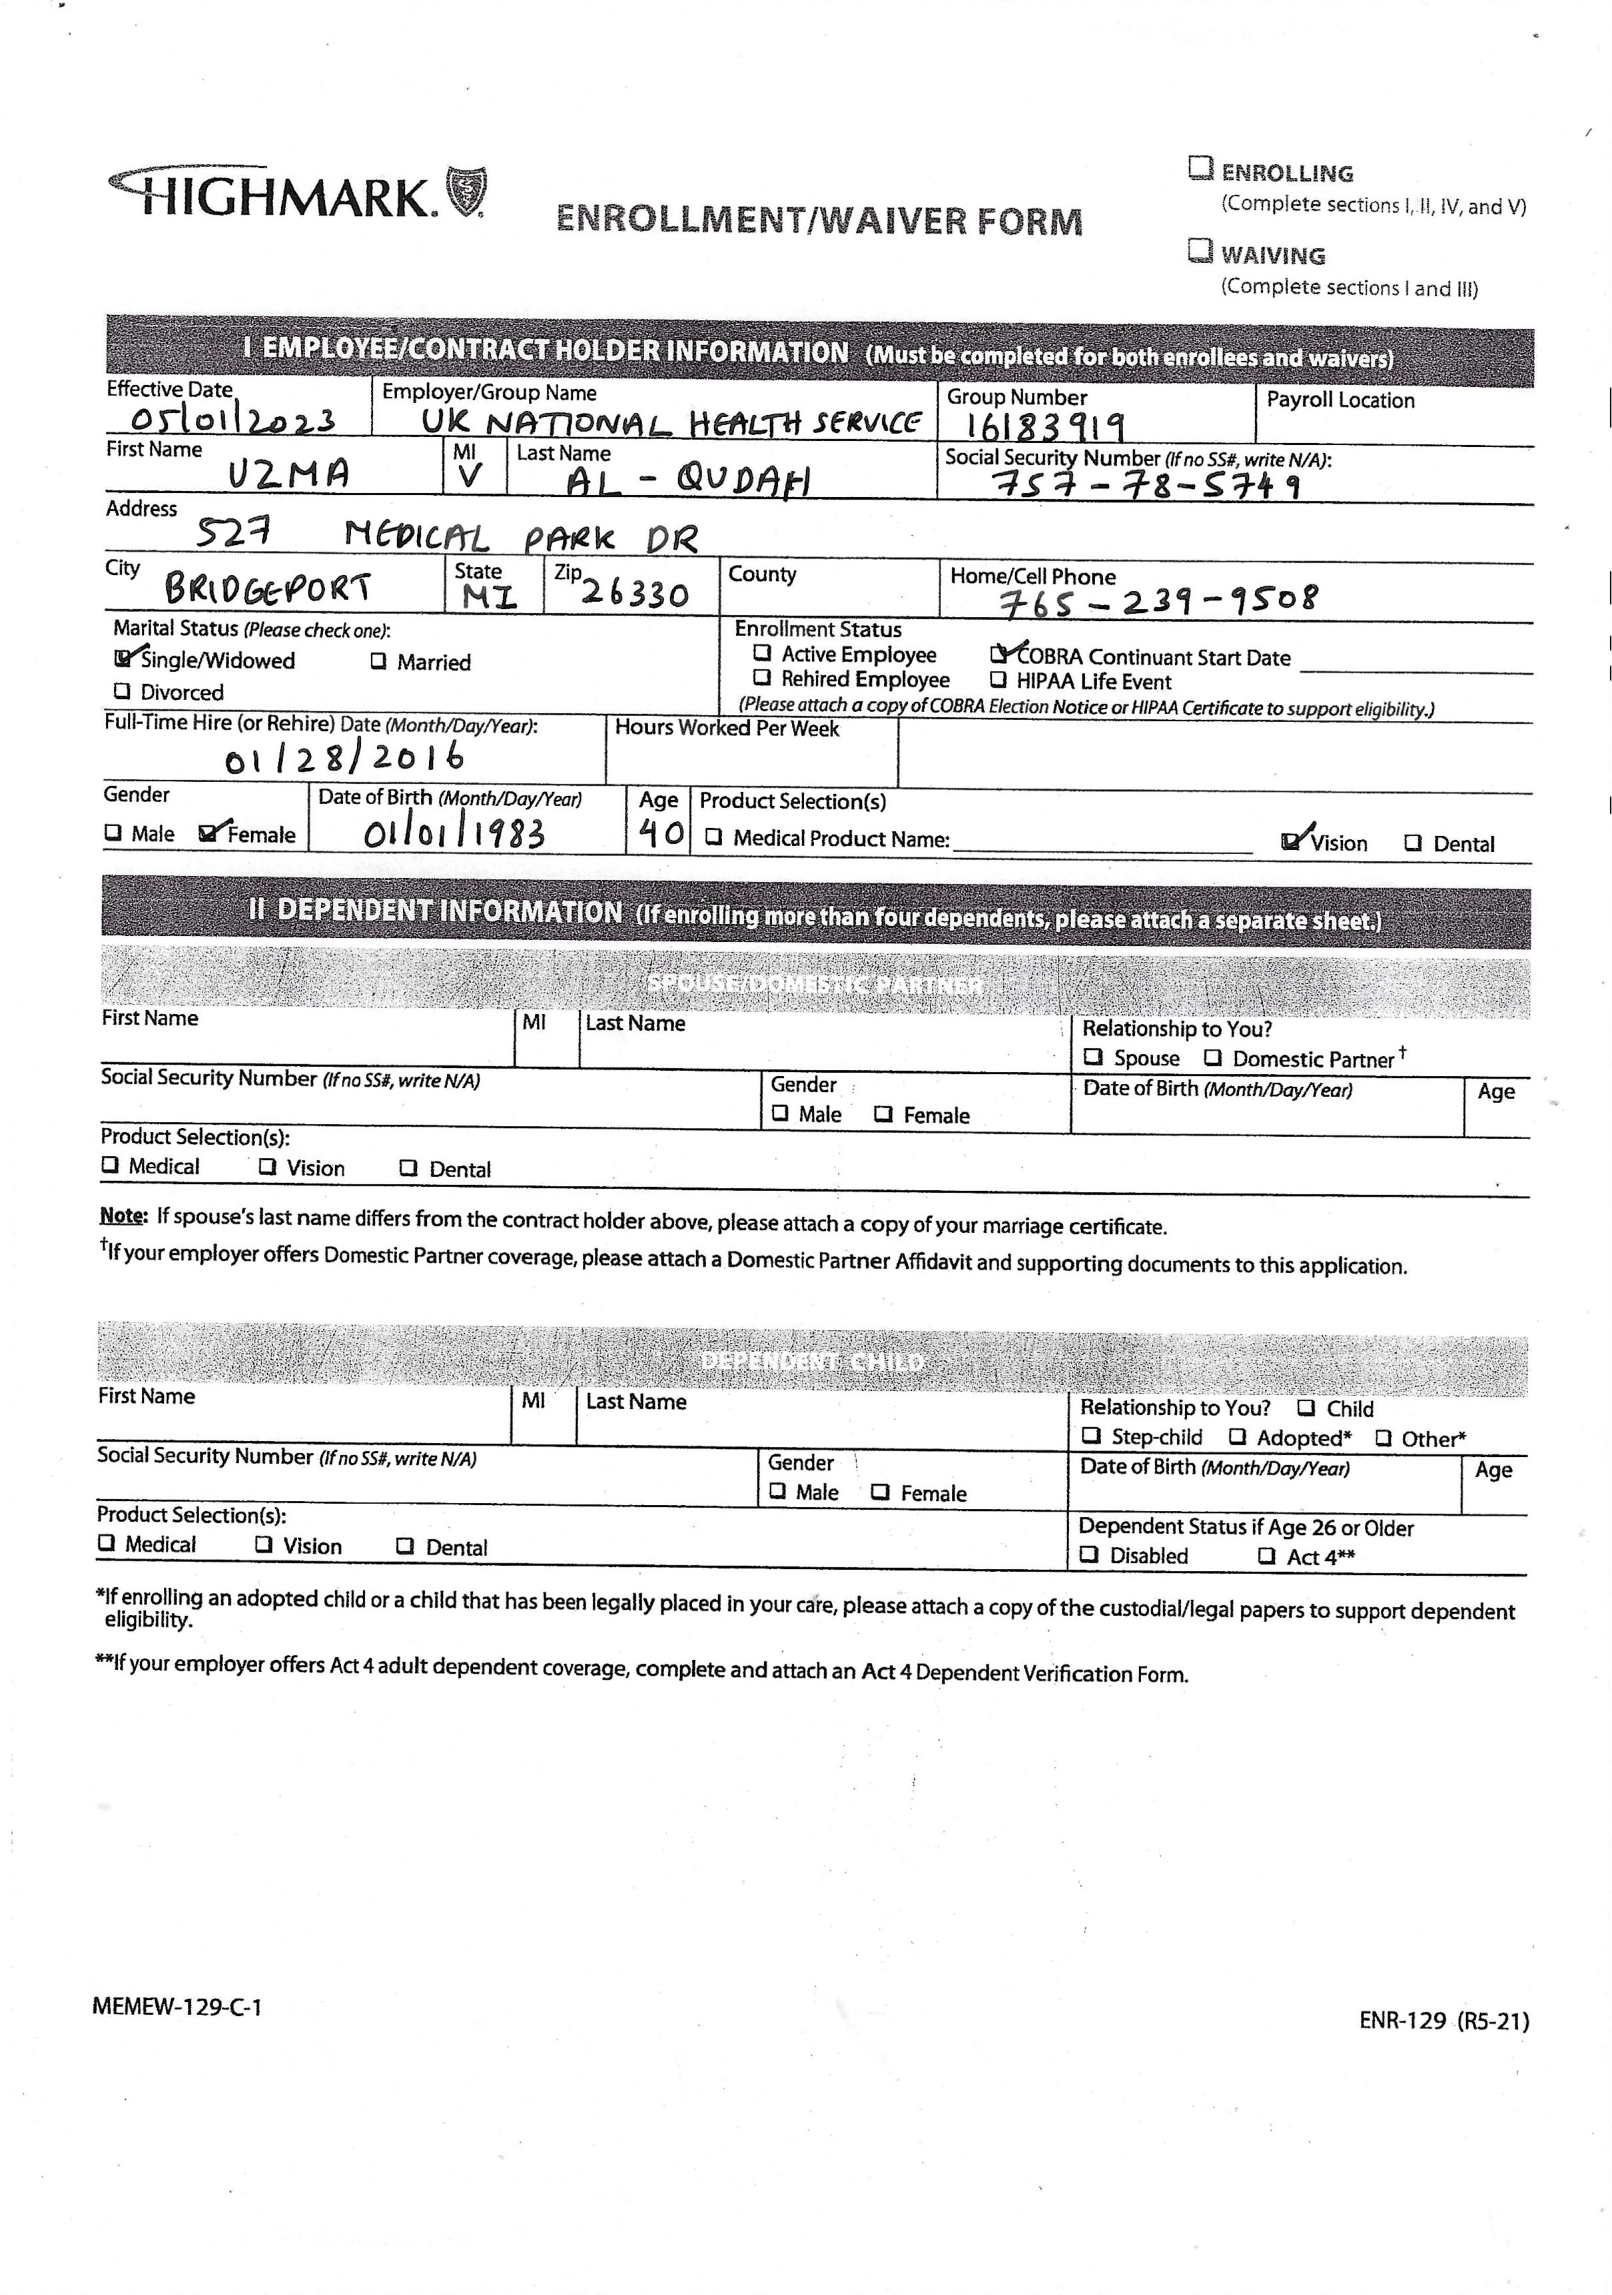 HIGHMARK.
ENROLLMENT/WAIVER FORM
☐ ENROLLING
(Complete sections I, II, IV, and V)
☐ WAIVING
(Complete sections I and III)
I EMPLOYEE/CONTRACT HOLDER INFORMATION (Must be completed for both enrollees and waivers)
Effective Date Employer/Group Name Group Number Payroll Location
05/01/2023 UK NATIONAL HEALTH SERVICE 16183919
First Name MI Last Name Social Security Number (If no SS#, write N/A):
UZMA V AL - QUDAH 757-78-5749
Address
527 MEDICAL PARK DR
City State Zip County Home/Cell Phone
BRIDGEPORT MI 26330 765-239-9508
Marital Status (Please check one): Enrollment Status
☑ Single/Widowed ☐ Married ☐ Active Employee ☑ COBRA Continuant Start Date
☐ Divorced ☐ Rehired Employee ☐ HIPAA Life Event
(Please attach a copy of COBRA Election Notice or HIPAA Certificate to support eligibility.)
Full-Time Hire (or Rehire) Date (Month/Day/Year): Hours Worked Per Week
01/28/2016
Gender Date of Birth (Month/Day/Year) Age Product Selection(s)
☐ Male ☑ Female 01/01/1983 40 ☐ Medical Product Name: ☑ Vision ☐ Dental
II DEPENDENT INFORMATION (If enrolling more than four dependents, please attach a separate sheet.)
SPOUSE/DOMESTIC PARTNER
First Name MI Last Name Relationship to You?
☐ Spouse ☐ Domestic Partner†
Social Security Number (If no SS#, write N/A) Gender Date of Birth (Month/Day/Year) Age
☐ Male ☐ Female
Product Selection(s):
☐ Medical ☐ Vision ☐ Dental
Note: If spouse's last name differs from the contract holder above, please attach a copy of your marriage certificate.
†If your employer offers Domestic Partner coverage, please attach a Domestic Partner Affidavit and supporting documents to this application.
DEPENDENT CHILD
First Name MI Last Name Relationship to You? ☐ Child
☐ Step-child ☐ Adopted* ☐ Other*
Social Security Number (If no SS#, write N/A) Gender Date of Birth (Month/Day/Year) Age
☐ Male ☐ Female
Product Selection(s): Dependent Status if Age 26 or Older
☐ Medical ☐ Vision ☐ Dental ☐ Disabled ☐ Act 4**
*If enrolling an adopted child or a child that has been legally placed in your care, please attach a copy of the custodial/legal papers to support dependent
eligibility.
**If your employer offers Act 4 adult dependent coverage, complete and attach an Act 4 Dependent Verification Form.
MEMEW-129-C-1 ENR-129 (R5-21)